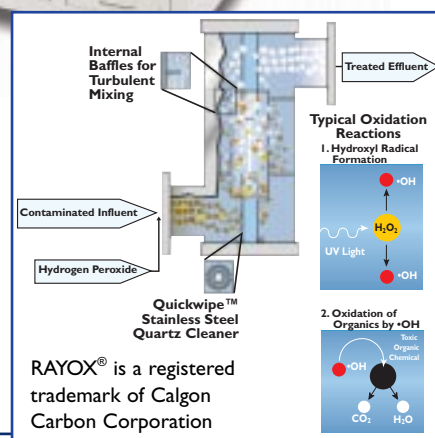 Internal
Baffles for
Turbulent
Mixing
Treated Effluent
Contaminated Influent
Hydrogen Peroxide
Quickwipe™
Stainless Steel
Quartz Cleaner
RAYOX® is a registered
trademark of Calgon
Carbon Corporation
Typical Oxidation
Reactions
1. Hydroxyl Radical
Formation
•OH
H₂O₂
UV Light
•OH
2. Oxidation of
Organics by •OH
Toxic
Organic
Chemical
•OH
CO₂ H₂O